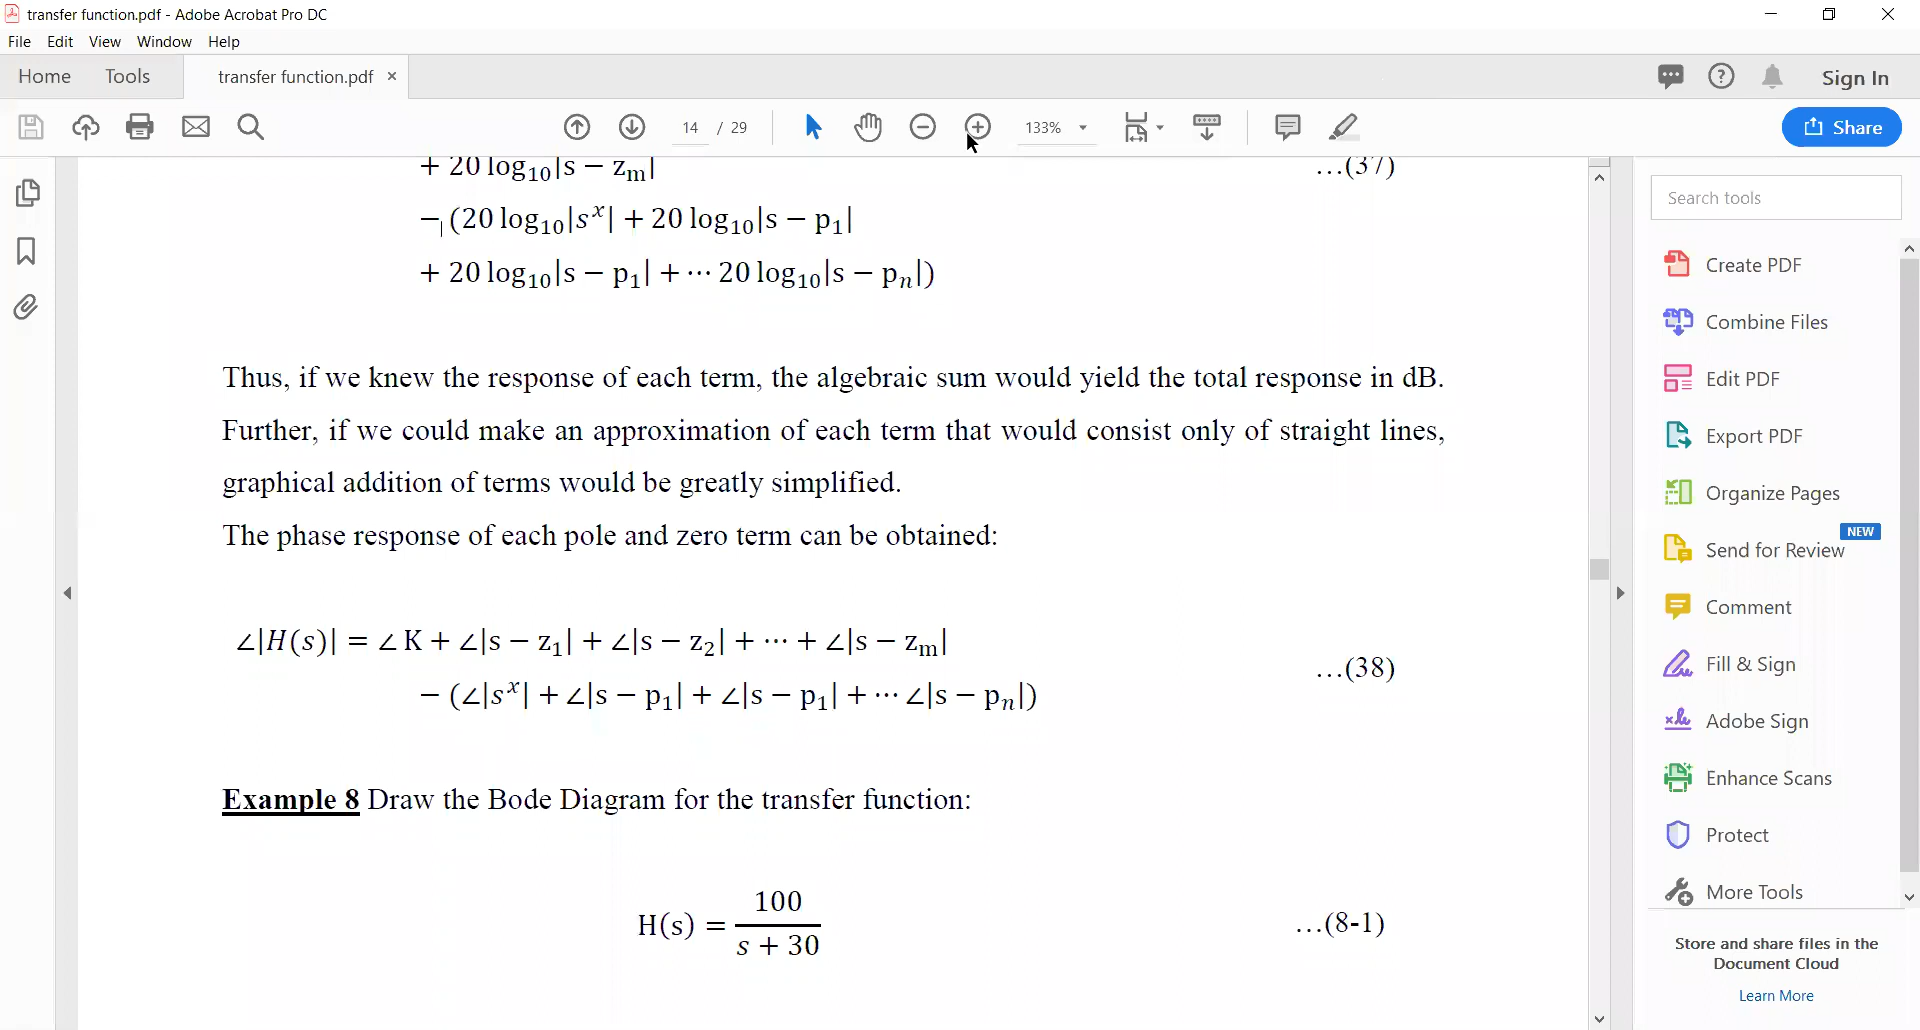 transfer function.pdf - Adobe Acrobat Pro DC
File Edit View Window Help
Home Tools transfer function.pdf × Sign In
14 / 29 133% Share
+ 20 log₁₀|s − zₘ| …(37)
− (20 log₁₀|sˣ| + 20 log₁₀|s − p₁|
+ 20 log₁₀|s − p₁| + ⋯ 20 log₁₀|s − pₙ|)
Thus, if we knew the response of each term, the algebraic sum would yield the total response in dB.
Further, if we could make an approximation of each term that would consist only of straight lines,
graphical addition of terms would be greatly simplified.
The phase response of each pole and zero term can be obtained:
∠|H(s)| = ∠ K + ∠|s − z₁| + ∠|s − z₂| + ⋯ + ∠|s − zₘ|
− (∠|sˣ| + ∠|s − p₁| + ∠|s − p₁| + ⋯ ∠|s − pₙ|)
…(38)
Example 8 Draw the Bode Diagram for the transfer function:
100
H(s) = …(8-1)
s + 30
Search tools
Create PDF
Combine Files
Edit PDF
Export PDF
Organize Pages
NEW
Send for Review
Comment
Fill & Sign
Adobe Sign
Enhance Scans
Protect
More Tools
Store and share files in the
Document Cloud
Learn More